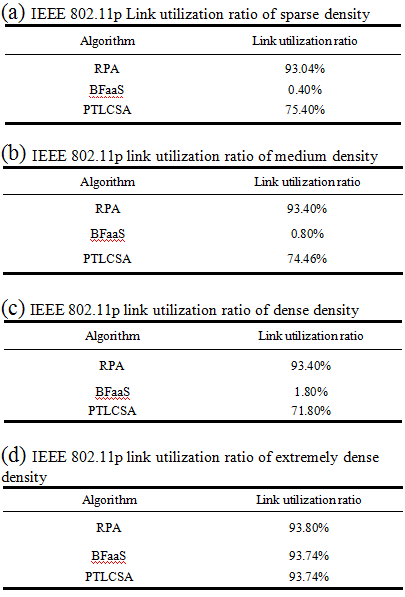 (a) IEEE 802.11p Link utilization ratio of sparse density
Algorithm Link utilization ratio
RPA 93.04%
BFaaS 0.40%
PTLCSA 75.40%
(b) IEEE 802.11p link utilization ratio of medium density
Algorithm Link utilization ratio
RPA 93.40%
BFaaS 0.80%
PTLCSA 74.46%
(c) IEEE 802.11p link utilization ratio of dense density
Algorithm Link utilization ratio
RPA 93.40%
BFaaS 1.80%
PTLCSA 71.80%
(d) IEEE 802.11p link utilization ratio of extremely dense
density
Algorithm Link utilization ratio
RPA 93.80%
BFaaS 93.74%
PTLCSA 93.74%